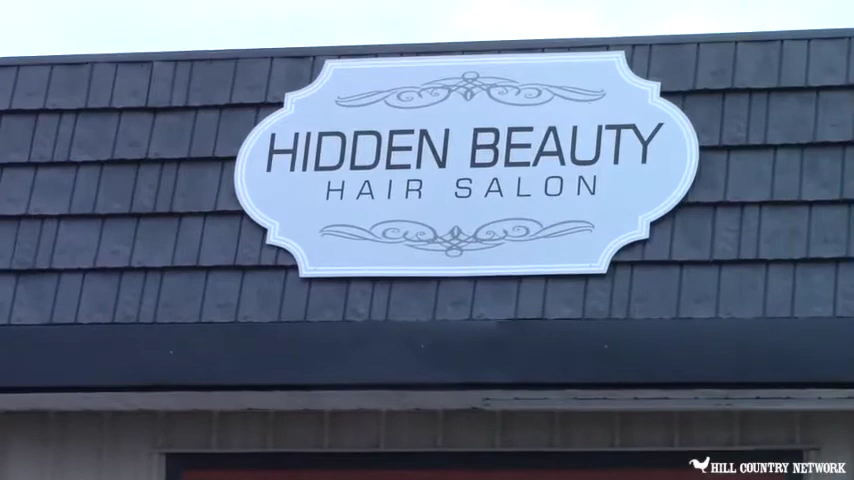 HIDDEN BEAUTY
HAIR SALON
HILL COUNTRY NETWORK